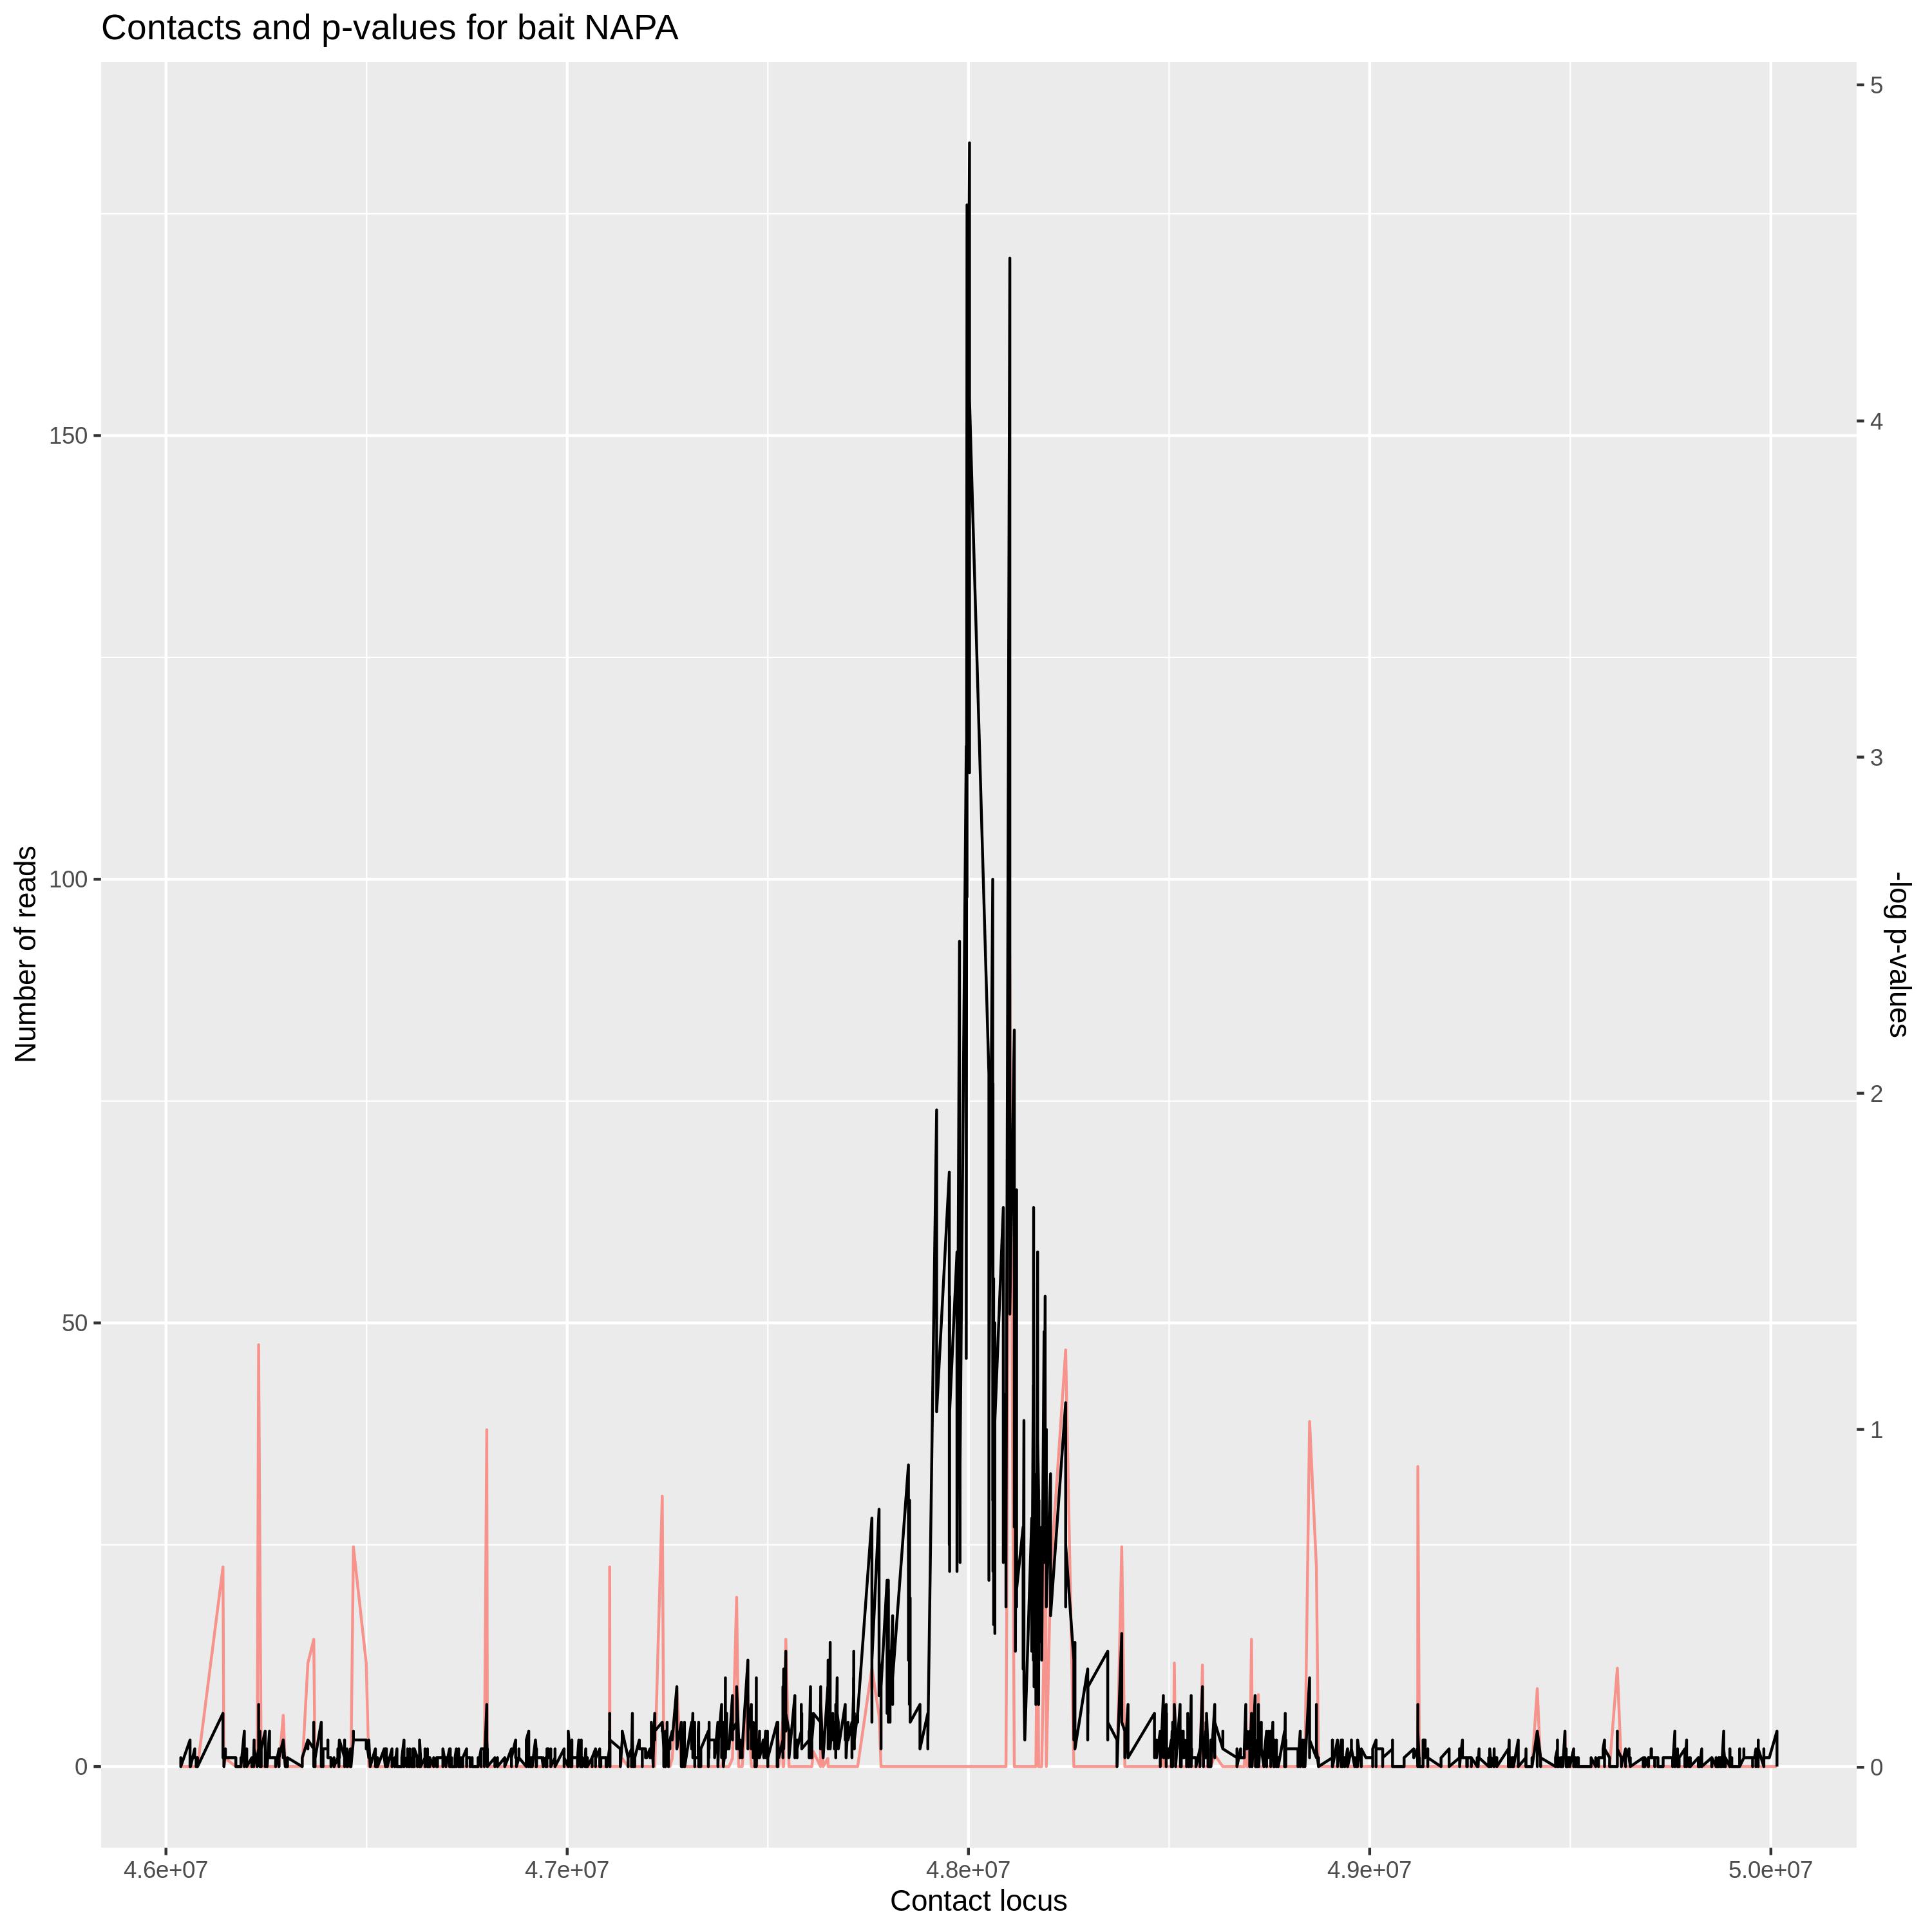 Contacts and p-values for bait NAPA
Number of reads
150
100
50
0
5
4
3
2
1
0
-log p-values
4.6e+07
4.7e+07
4.8e+07
4.9e+07
5.0e+07
Contact locus